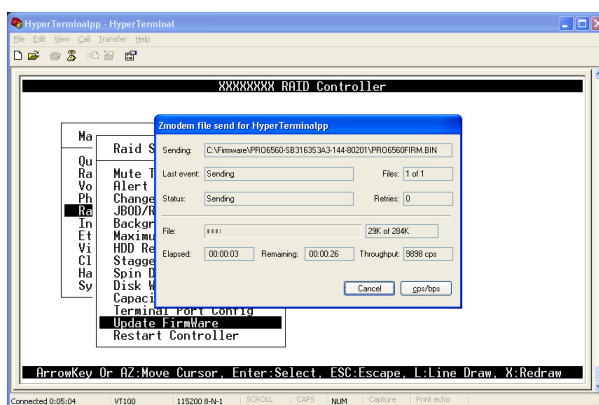 HyperTerminalpp - HyperTerminal
File Edit View Call Transfer Help
XXXXXXXX RAID Controller
Zmodem file send for HyperTerminalpp
Sending: C:\Firmware\PRO6560-SB3163S3A3-144-80201\PRO6560FIRM.BIN
Last event: Sending Files: 1 of 1
Status: Sending Retries: 0
File: 29K of 284K
Elapsed: 00:00:03 Remaining: 00:00:26 Throughput: 9898 cps
Cancel cps/bps
Ma
Qu
Ra
Vo
Ph
Ra
In
Et
Vi
Cl
Ha
Sy
Raid S
Mute T
Alert
Change
JBOD/R
Backgr
Maximu
HDD Re
Stagge
Spin D
Disk W
Capaci
Terminal Port Config
Update FirmWare
Restart Controller
ArrowKey Or AZ:Move Cursor, Enter:Select, ESC:Escape, L:Line Draw, X:Redraw
Connected 0:05:04 VT100 115200 8-N-1 SCROLL CAPS NUM Capture Print echo